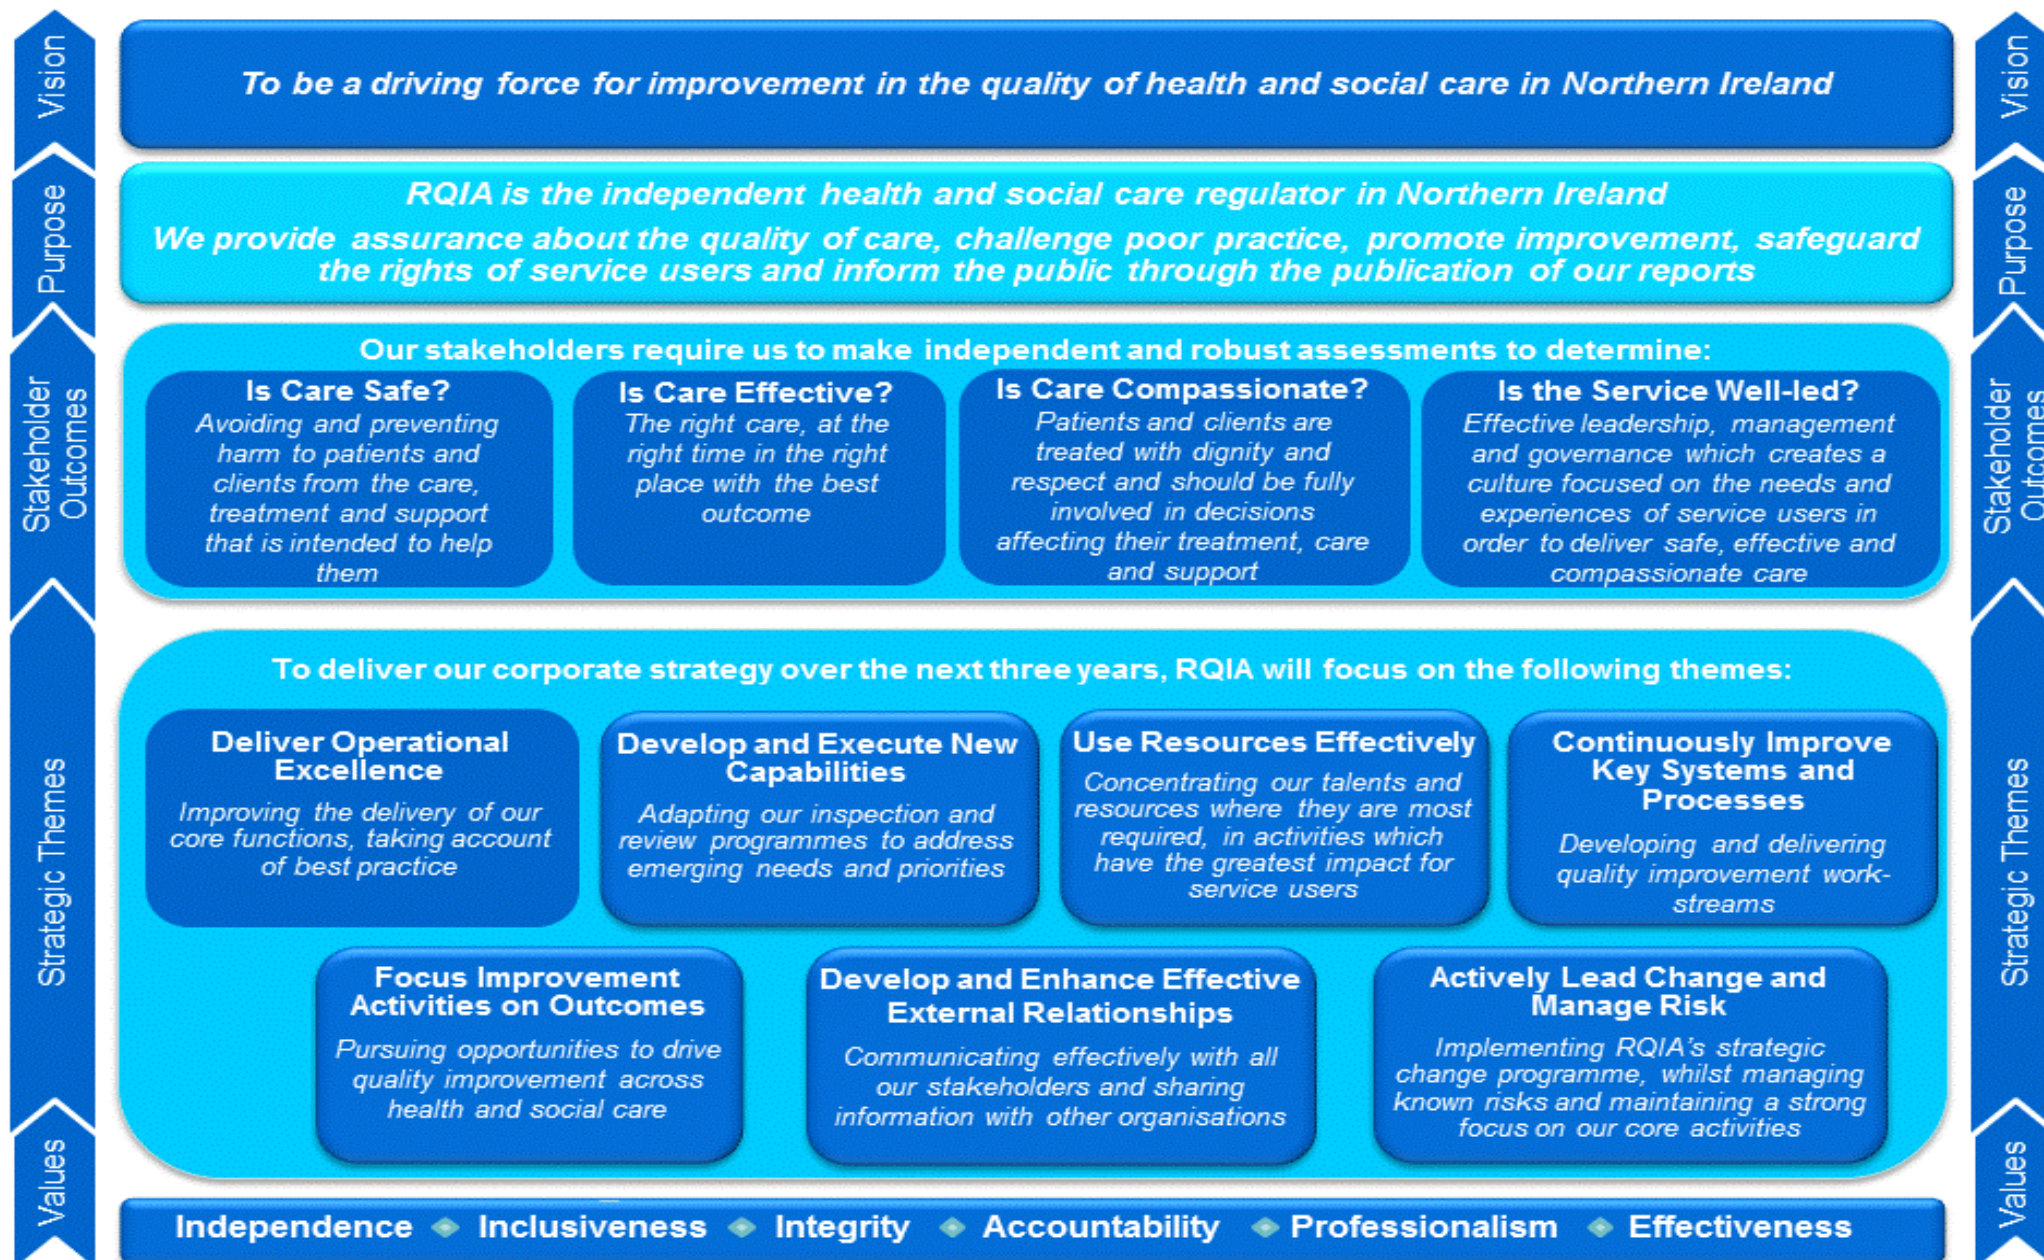 Vision
To be a driving force for improvement in the quality of health and social care in Northern Ireland
Vision
Purpose
RQIA is the independent health and social care regulator in Northern Ireland
We provide assurance about the quality of care, challenge poor practice, promote improvement, safeguard
the rights of service users and inform the public through the publication of our reports
Purpose
Stakeholder
Outcomes
Our stakeholders require us to make independent and robust assessments to determine:
Is Care Safe?
Avoiding and preventing
harm to patients and
clients from the care,
treatment and support
that is intended to help
them
Is Care Effective?
The right care, at the
right time in the right
place with the best
outcome
Is Care Compassionate?
Patients and clients are
treated with dignity and
respect and should be fully
involved in decisions
affecting their treatment, care
and support
Is the Service Well-led?
Effective leadership, management
and governance which creates a
culture focused on the needs and
experiences of service users in
order to deliver safe, effective and
compassionate care
Stakeholder
Outcomes
Strategic Themes
To deliver our corporate strategy over the next three years, RQIA will focus on the following themes:
Deliver Operational
Excellence
Improving the delivery of our
core functions, taking account
of best practice
Develop and Execute New
Capabilities
Adapting our inspection and
review programmes to address
emerging needs and priorities
Use Resources Effectively
Concentrating our talents and
resources where they are most
required, in activities which
have the greatest impact for
service users
Continuously Improve
Key Systems and
Processes
Developing and delivering
quality improvement work-
streams
Focus Improvement
Activities on Outcomes
Pursuing opportunities to drive
quality improvement across
health and social care
Develop and Enhance Effective
External Relationships
Communicating effectively with all
our stakeholders and sharing
information with other organisations
Actively Lead Change and
Manage Risk
Implementing RQIA's strategic
change programme, whilst managing
known risks and maintaining a strong
focus on our core activities
Strategic Themes
Values
Independence Inclusiveness Integrity Accountability Professionalism Effectiveness
Values